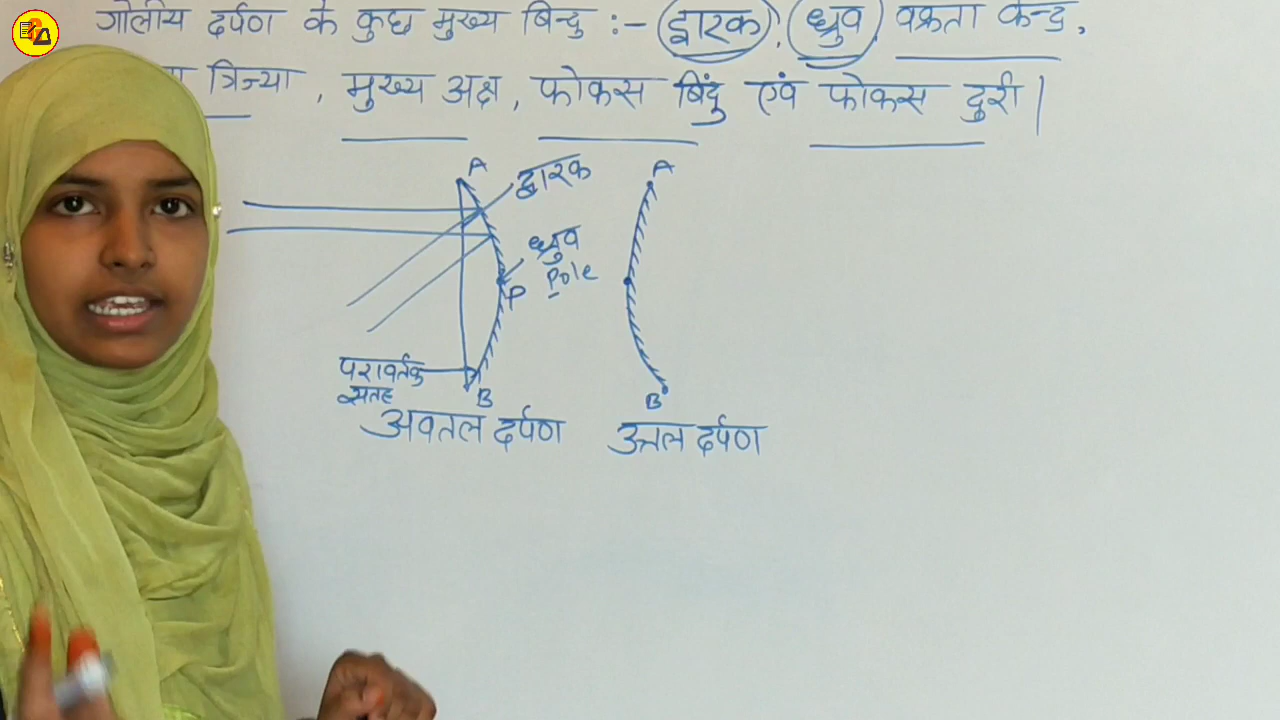 गोलीय दर्पण के कुछ मुख्य बिन्दु :- द्वारक, ध्रुव, वक्रता केन्द्र,
त्रिज्या, मुख्य अक्ष, फोकस बिंदु एवं फोकस दुरी।
A
द्वारक
A
ध्रुव
Pole
P
परावर्तक
सतह
B
B
अवतल दर्पण
उत्तल दर्पण